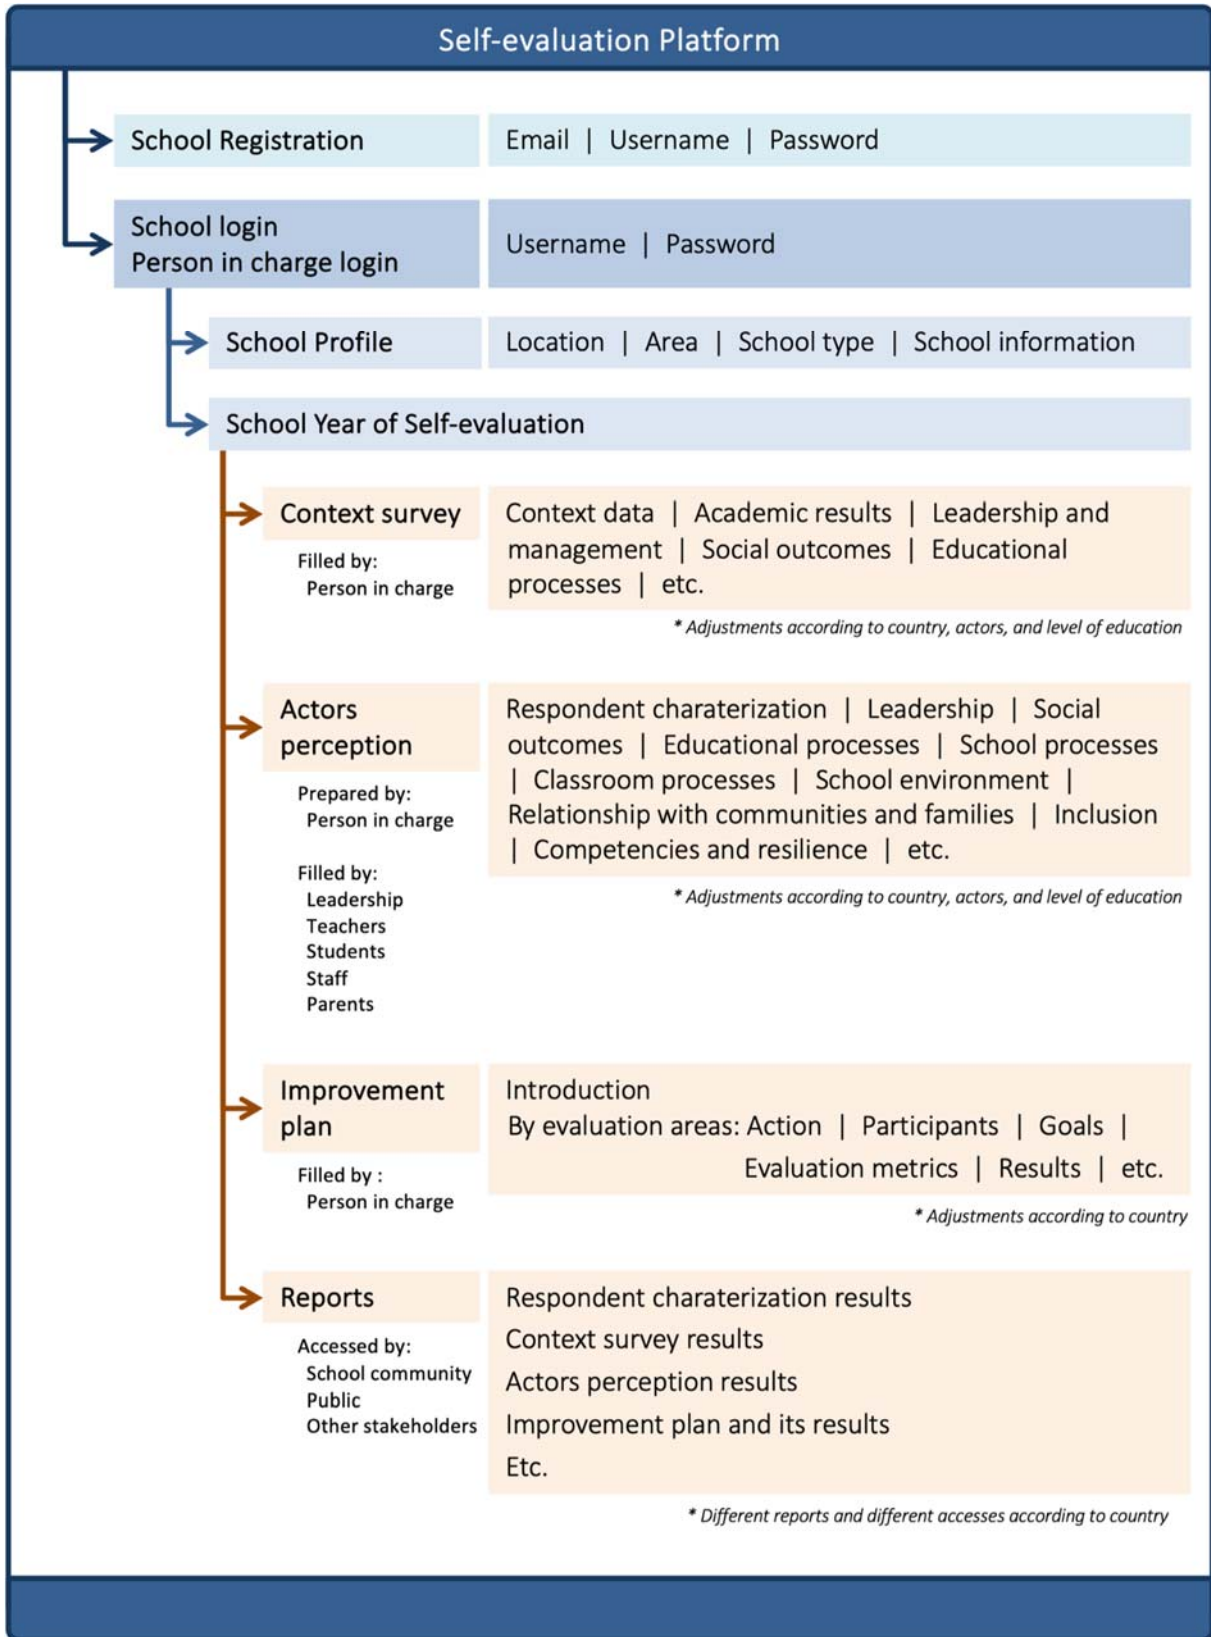 Self-evaluation Platform
School Registration
Email | Username | Password
School login
Person in charge login
Username | Password
School Profile
Location | Area | School type | School information
School Year of Self-evaluation
Context survey
Filled by:
Person in charge
Context data | Academic results | Leadership and
management | Social outcomes | Educational
processes | etc.
* Adjustments according to country, actors, and level of education
Actors
perception
Prepared by:
Person in charge
Filled by:
Leadership
Teachers
Students
Staff
Parents
Respondent charaterization | Leadership | Social
outcomes | Educational processes | School processes
| Classroom processes | School environment |
Relationship with communities and families | Inclusion
| Competencies and resilience | etc.
* Adjustments according to country, actors, and level of education
Improvement
plan
Filled by :
Person in charge
Introduction
By evaluation areas: Action | Participants | Goals |
Evaluation metrics | Results | etc.
* Adjustments according to country
Reports
Accessed by:
School community
Public
Other stakeholders
Respondent charaterization results
Context survey results
Actors perception results
Improvement plan and its results
Etc.
* Different reports and different accesses according to country